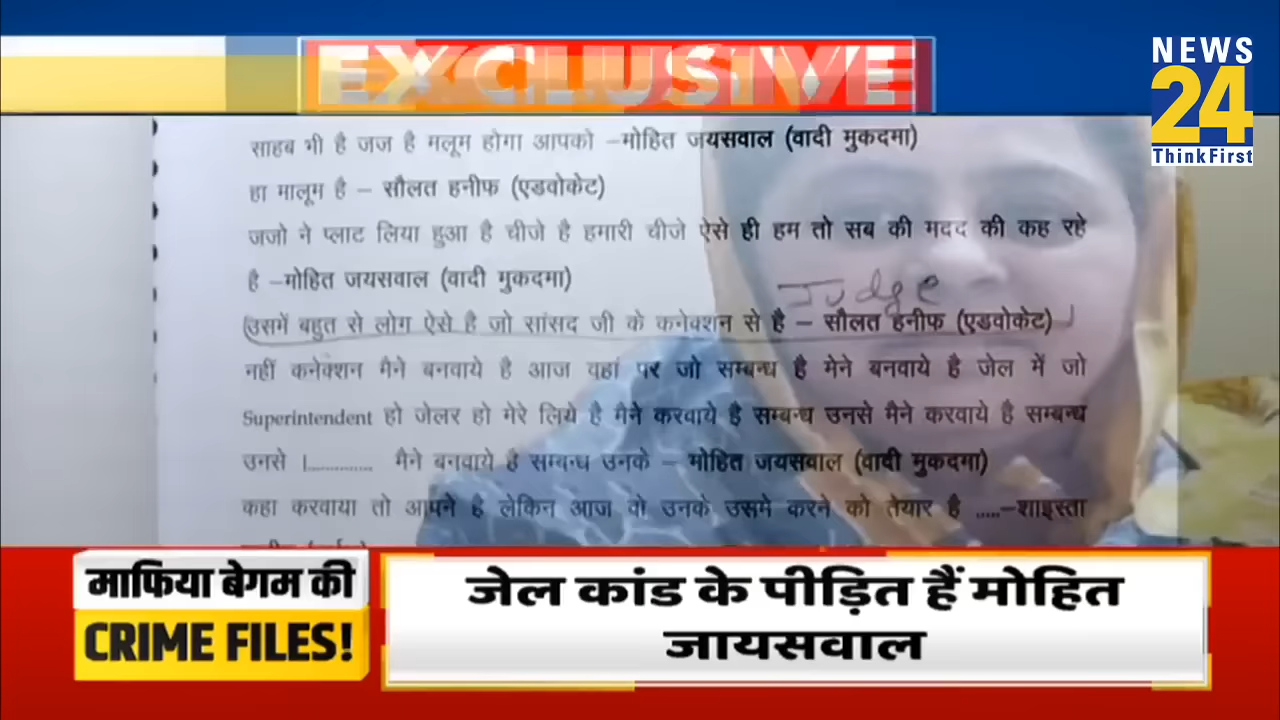 EXCLUSIVE
NEWS
24
ThinkFirst
साहब भी है जज है मलूम होगा आपको –मोहित जयसवाल (वादी मुकदमा)
हा मालूम है – सौलत हनीफ (एडवोकेट)
जजो ने प्लाट लिया हुआ है चीजे है हमारी चीजे ऐसे ही हम तो सब की मदद की कह रहे
है –मोहित जयसवाल (वादी मुकदमा)
Judge
(उसमें बहुत से लोग ऐसे है जो सांसद जी के कनेक्शन से है – सौलत हनीफ (एडवोकेट)
नहीं कनेक्शन मैने बनवाये है आज यहां पर जो सम्बन्ध है मेने बनवाये है जेल में जो
Superintendent हो जेलर हो मेरे लिये है मैने करवाये है सम्बन्ध उनसे मैने करवाये है सम्बन्ध
उनसे ।............. मैने बनवाये है सम्बन्ध उनके – मोहित जयसवाल (वादी मुकदमा)
कहा करवाया तो आपने है लेकिन आज वो उनके उसमे करने को तेयार है .....–शाइस्ता
माफिया बेगम की
CRIME FILES!
जेल कांड के पीड़ित हैं मोहित
जायसवाल